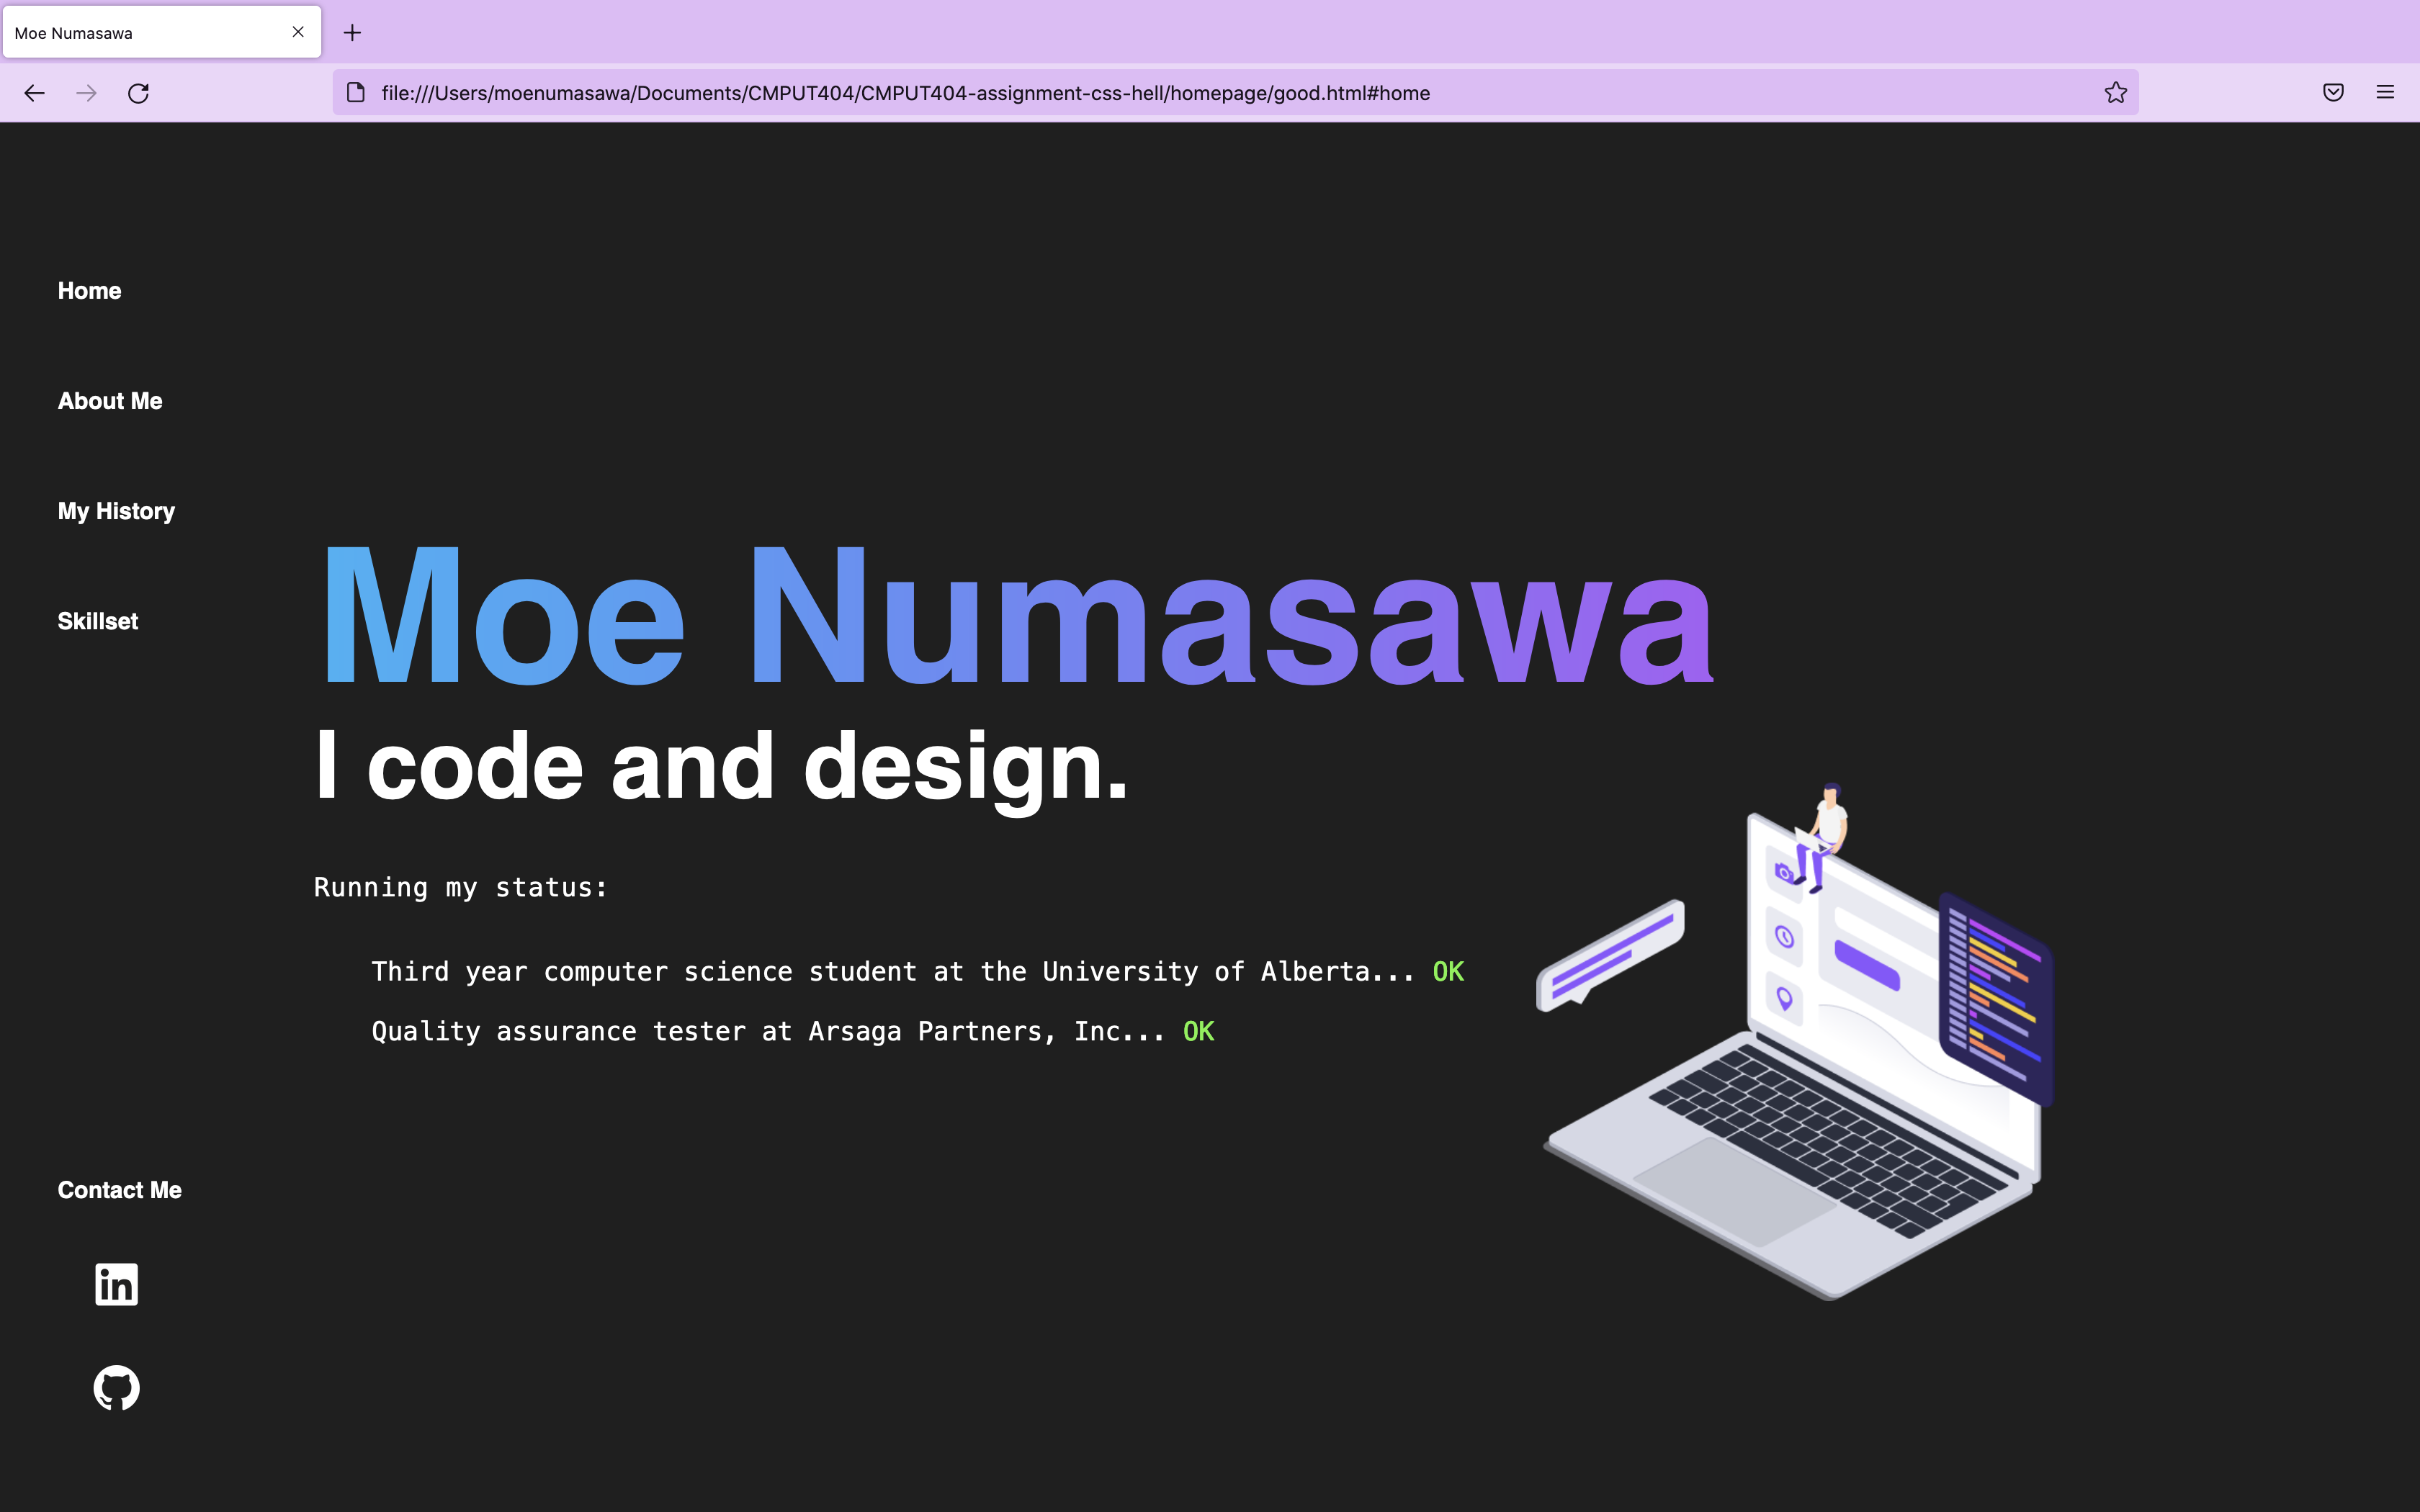 Moe Numasawa
file:///Users/moenumasawa/Documents/CMPUT404/CMPUT404-assignment-css-hell/homepage/good.html#home
Home
About Me
My History
Skillset
Moe Numasawa
I code and design.
Running my status:
Third year computer science student at the University of Alberta... OK
Quality assurance tester at Arsaga Partners, Inc... OK
Contact Me
in